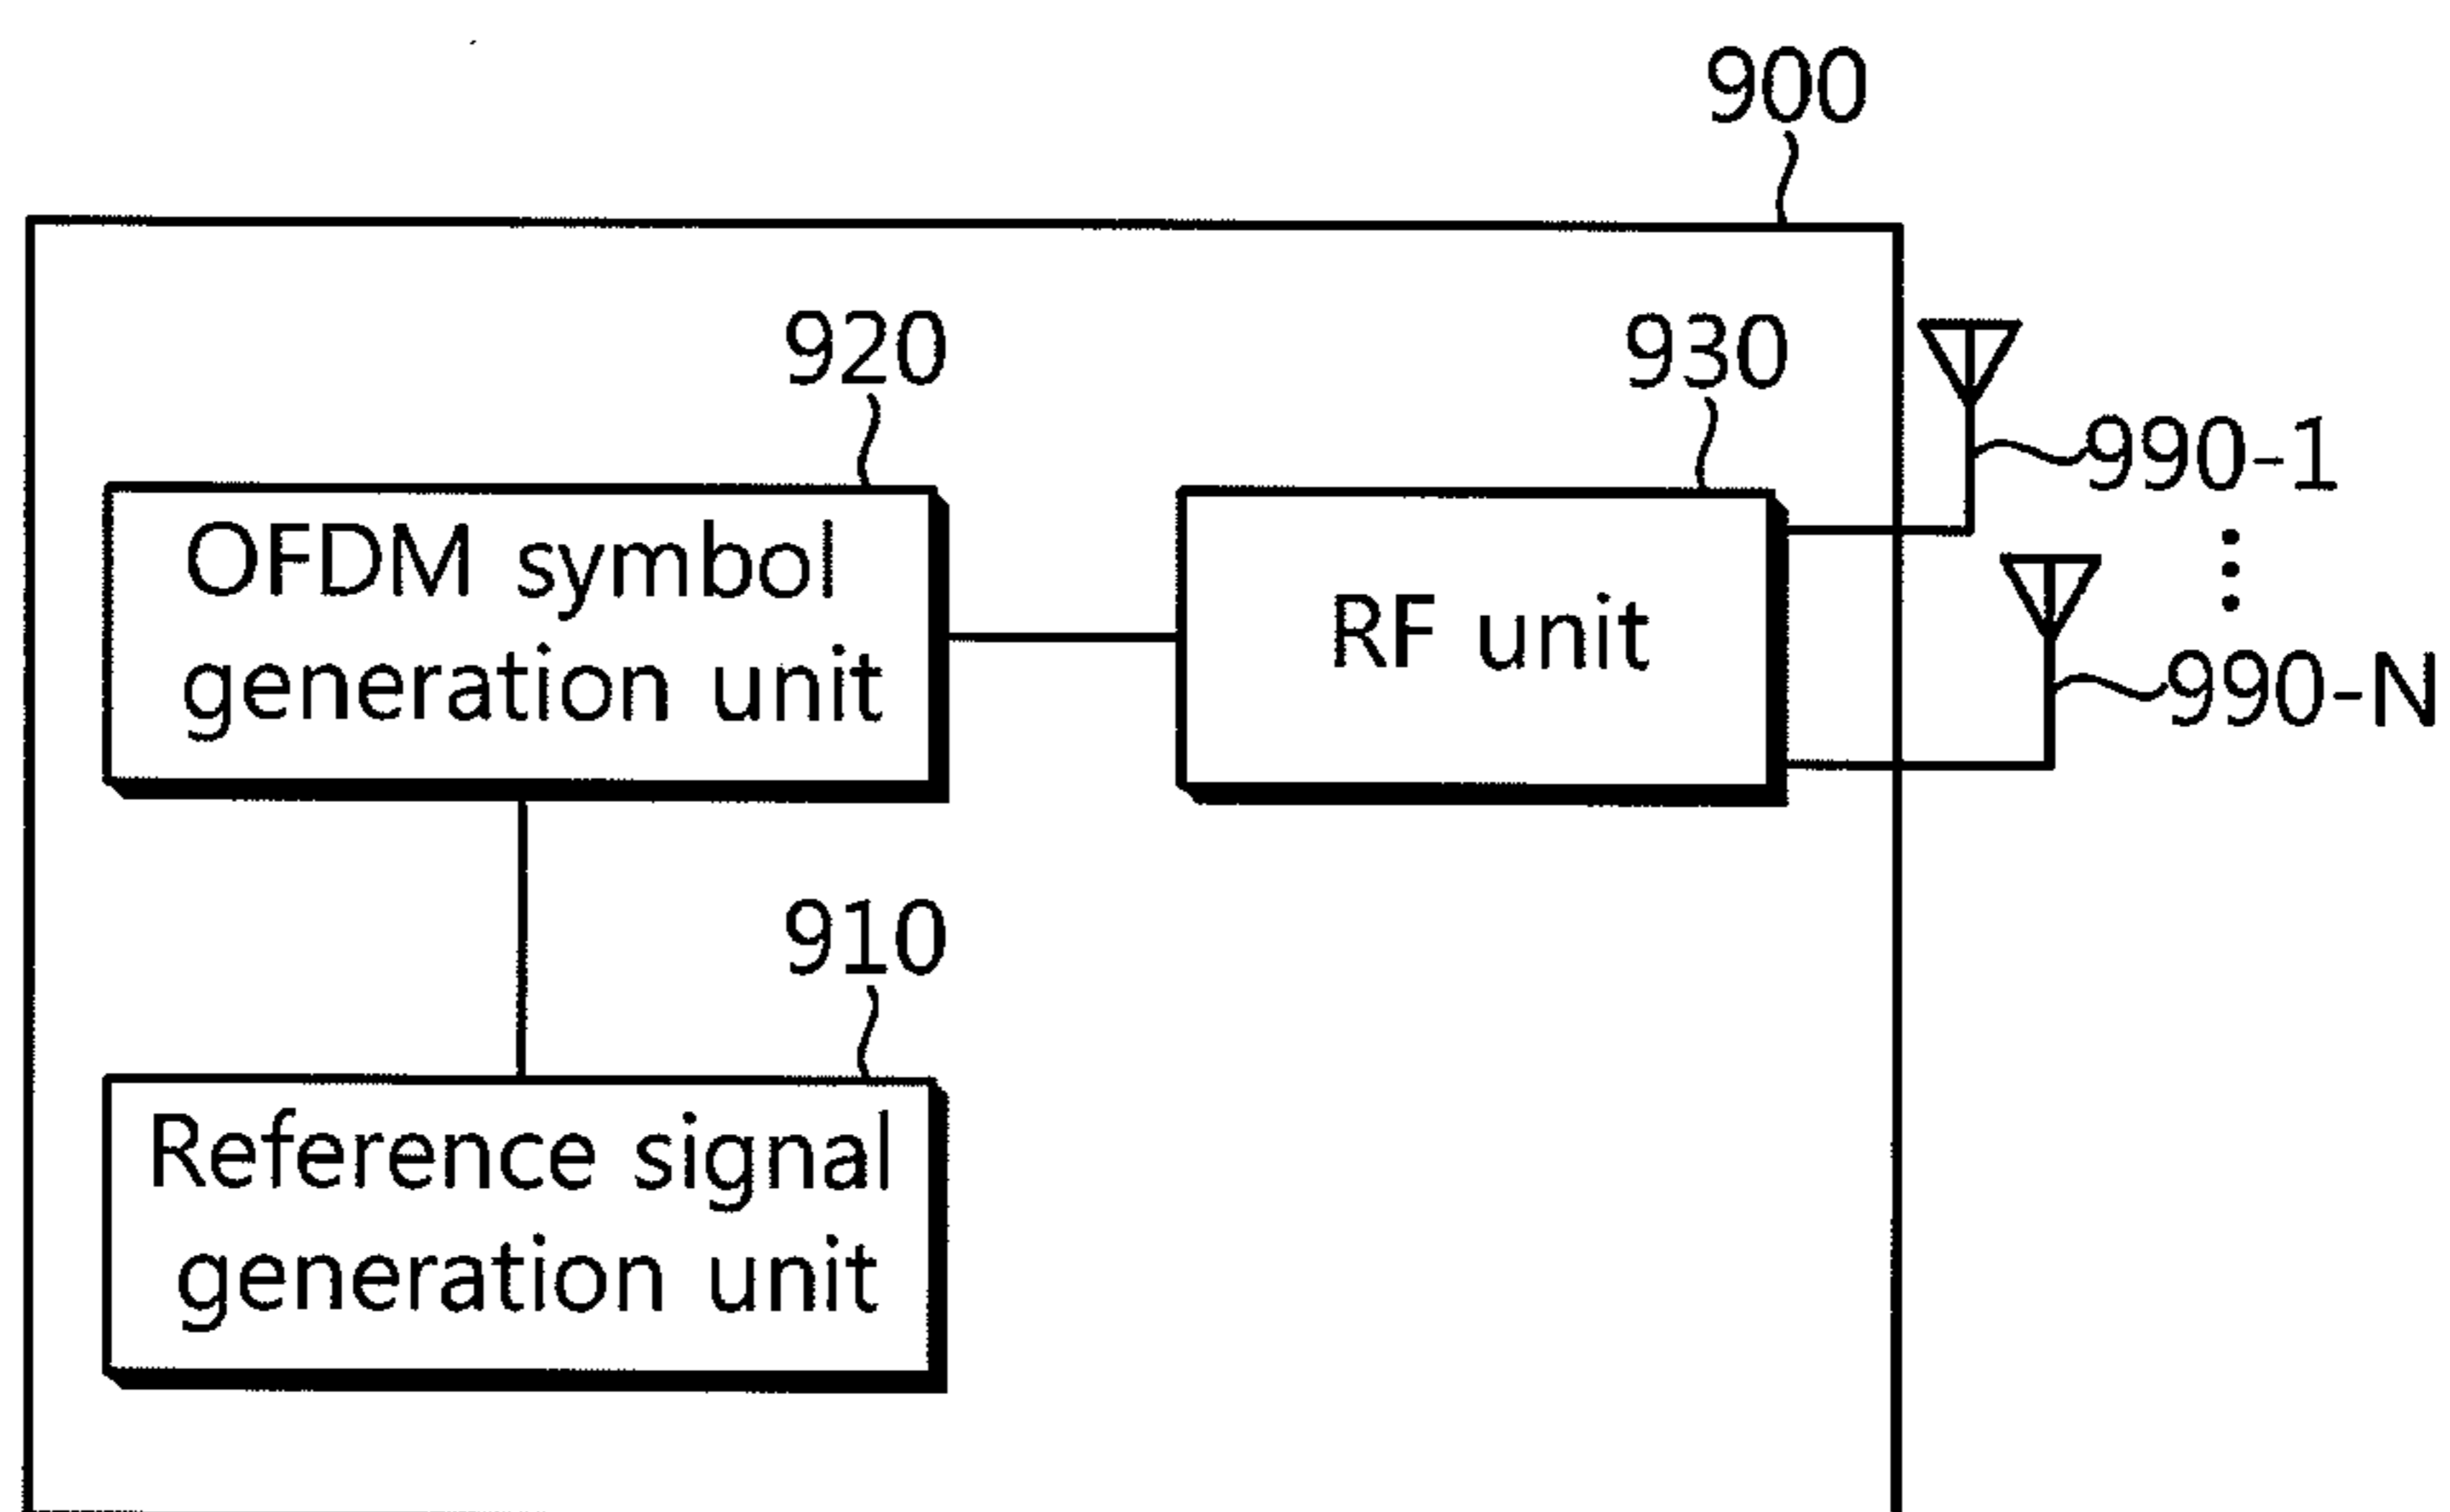 900
920
930
990-1
OFDM symbol
generation unit
RF unit
990-N
910
Reference signal
generation unit